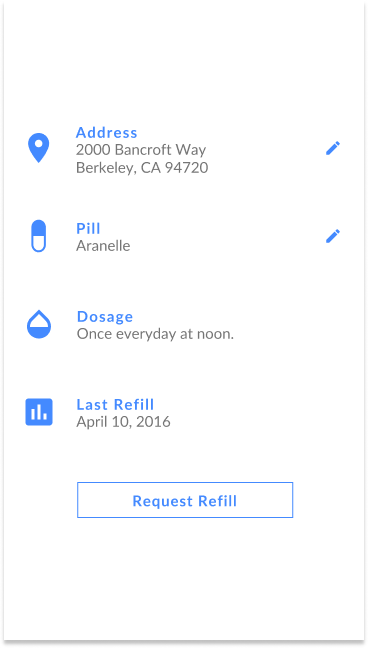 Address
2000 Bancroft Way
Berkeley, CA 94720
Pill
Aranelle
Dosage
Once everyday at noon.
Last Refill
April 10, 2016
Request Refill